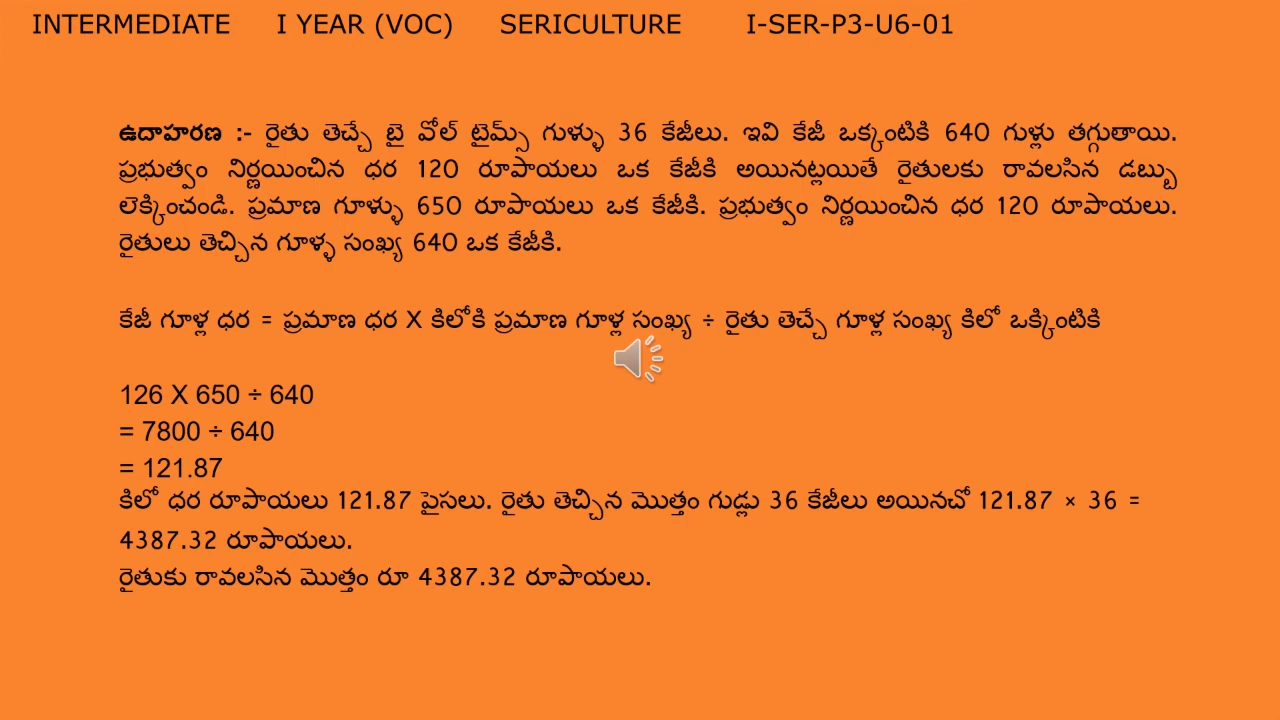 INTERMEDIATE I YEAR (VOC) SERICULTURE I-SER-P3-U6-01
ఉదాహరణ :- రైతు తెచ్చే బై వోల్ టైమ్స్ గుళ్ళు 36 కేజీలు. ఇవి కేజీ ఒక్కంటికి 640 గుళ్లు తగ్గుతాయి.
ప్రభుత్వం నిర్ణయించిన ధర 120 రూపాయలు ఒక కేజీకి అయినట్లయితే రైతులకు రావలసిన డబ్బు
లెక్కించండి. ప్రమాణ గూళ్ళు 650 రూపాయలు ఒక కేజీకి. ప్రభుత్వం నిర్ణయించిన ధర 120 రూపాయలు.
రైతులు తెచ్చిన గూళ్ళ సంఖ్య 640 ఒక కేజీకి.
కేజీ గూళ్ల ధర = ప్రమాణ ధర X కిలోకి ప్రమాణ గూళ్ల సంఖ్య ÷ రైతు తెచ్చే గూళ్ల సంఖ్య కిలో ఒక్కింటికి
126 X 650 ÷ 640
= 7800 ÷ 640
= 121.87
కిలో ధర రూపాయలు 121.87 పైసలు. రైతు తెచ్చిన మొత్తం గుడ్లు 36 కేజీలు అయినచో 121.87 × 36 =
4387.32 రూపాయలు.
రైతుకు రావలసిన మొత్తం రూ 4387.32 రూపాయలు.